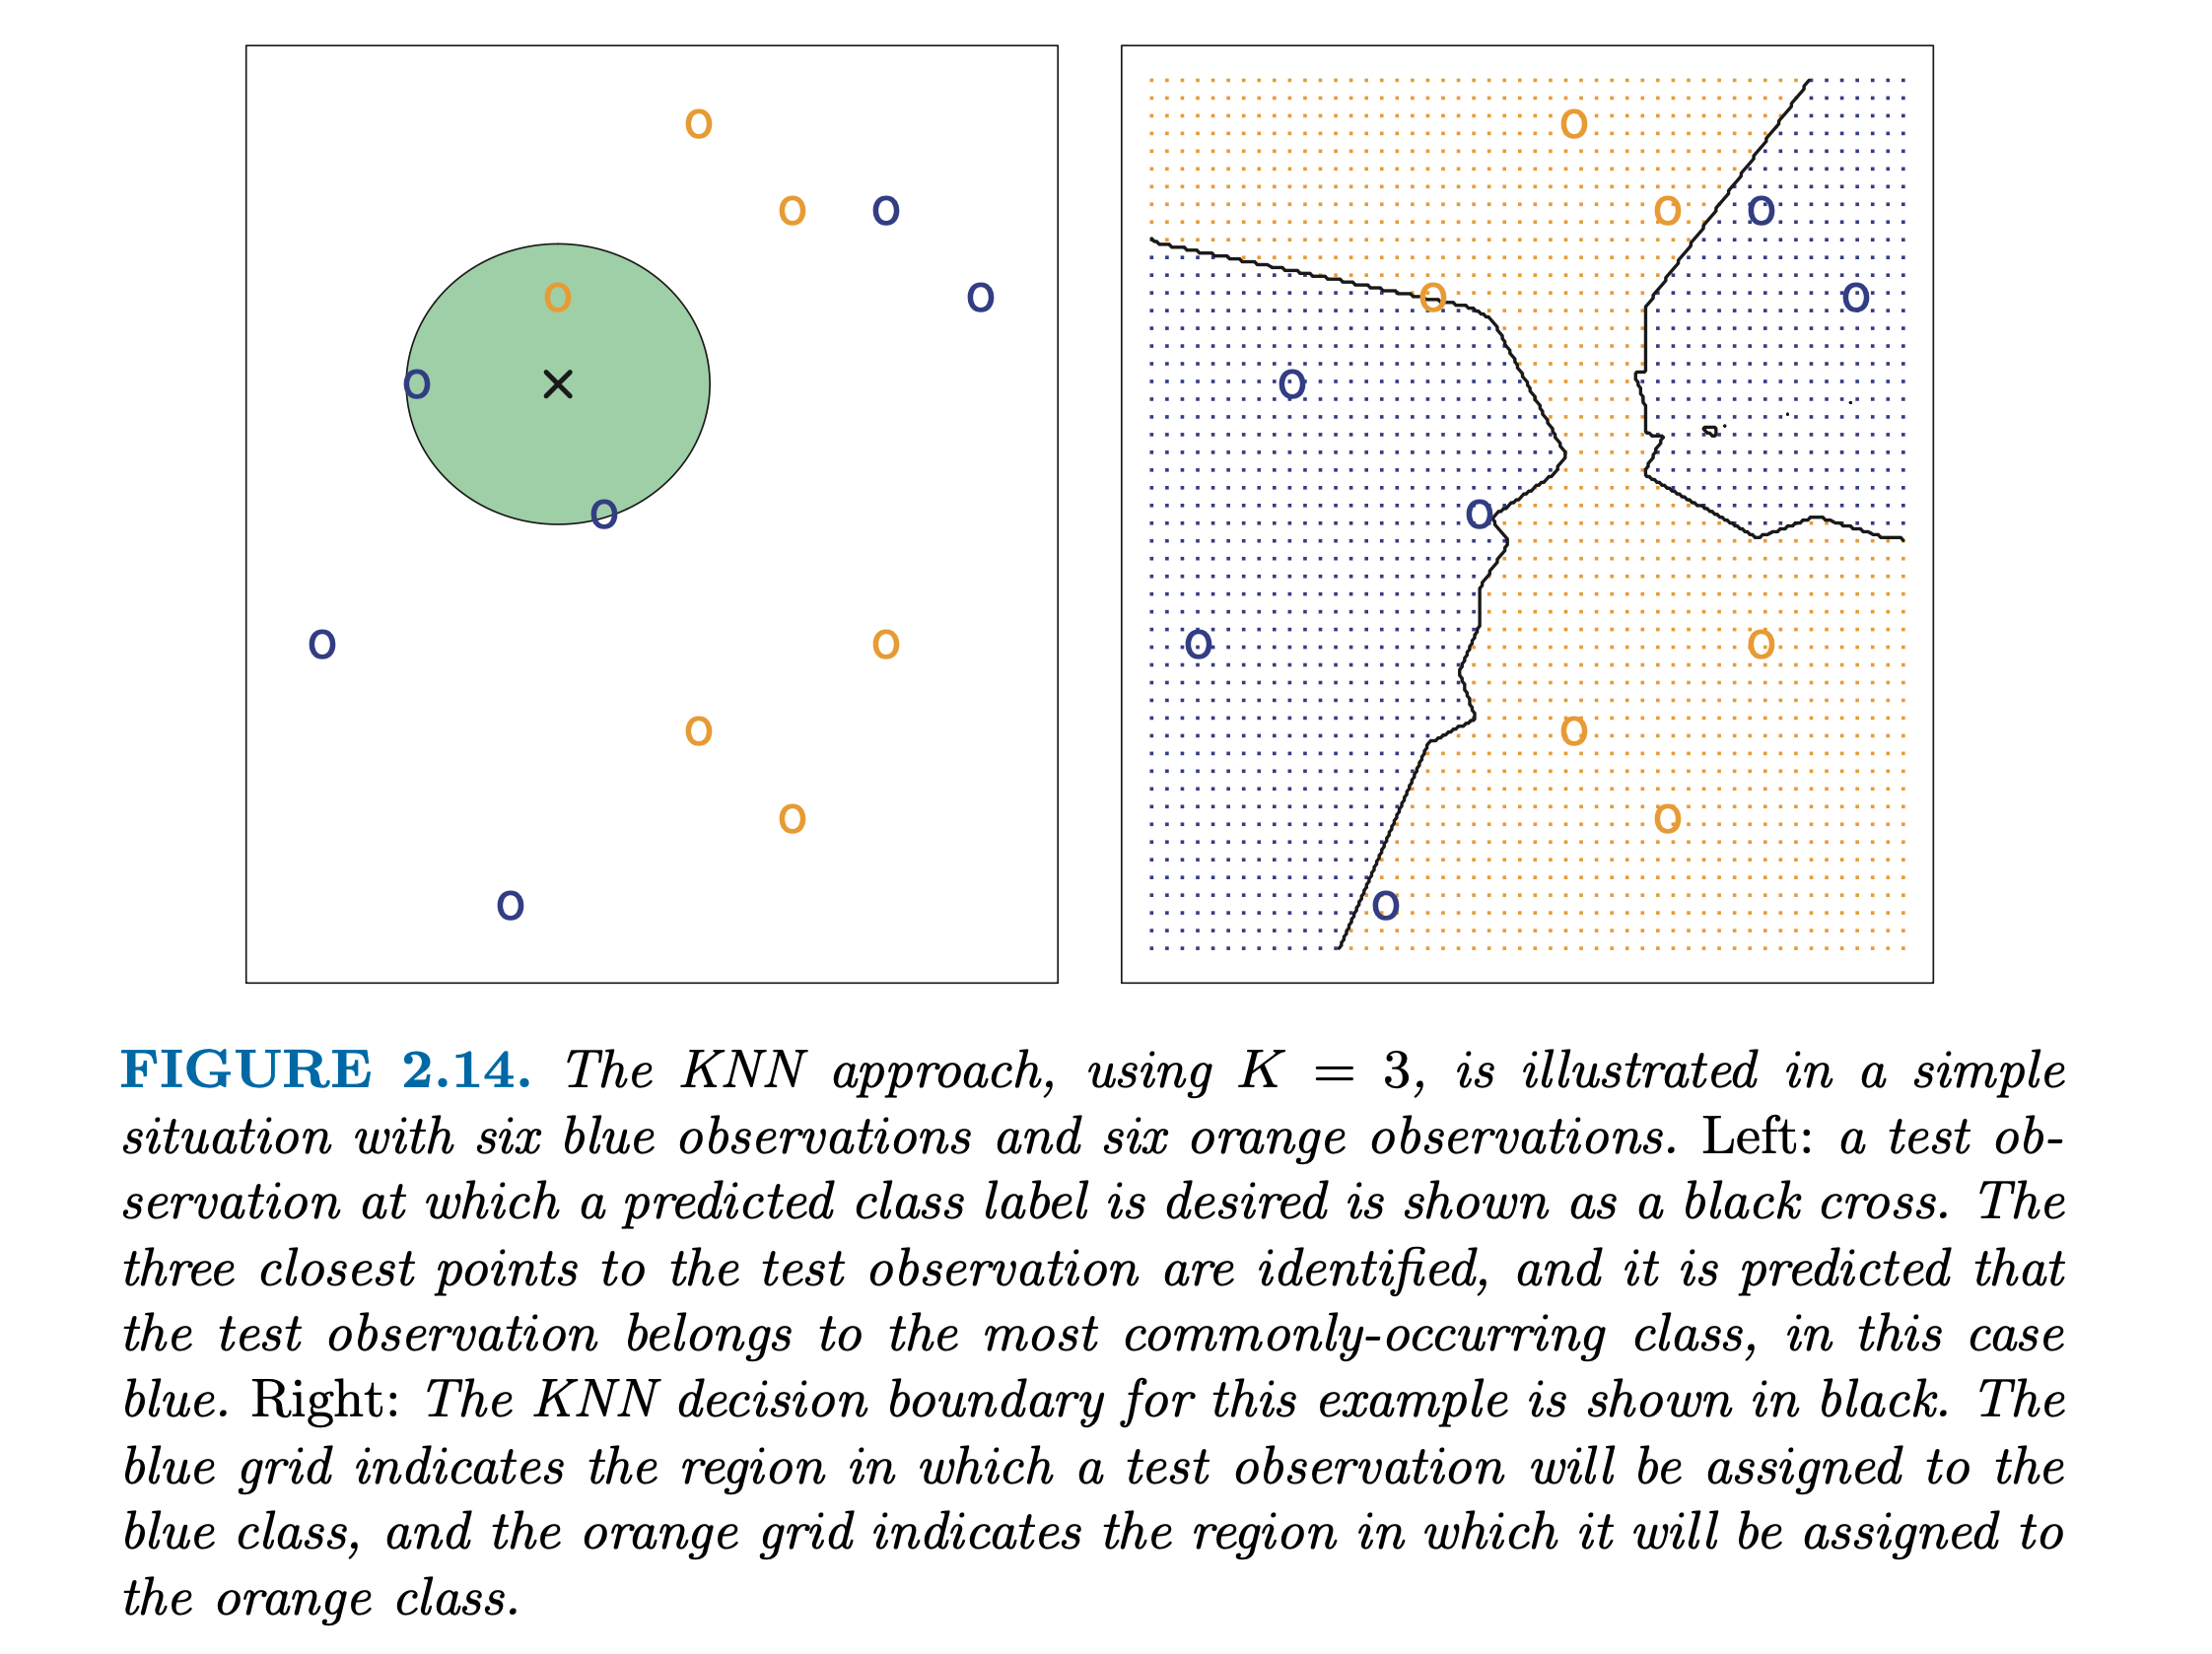 FIGURE 2.14. The KNN approach, using K = 3, is illustrated in a simple
situation with six blue observations and six orange observations. Left: a test ob-
servation at which a predicted class label is desired is shown as a black cross. The
three closest points to the test observation are identified, and it is predicted that
the test observation belongs to the most commonly-occurring class, in this case
blue. Right: The KNN decision boundary for this example is shown in black. The
blue grid indicates the region in which a test observation will be assigned to the
blue class, and the orange grid indicates the region in which it will be assigned to
the orange class.